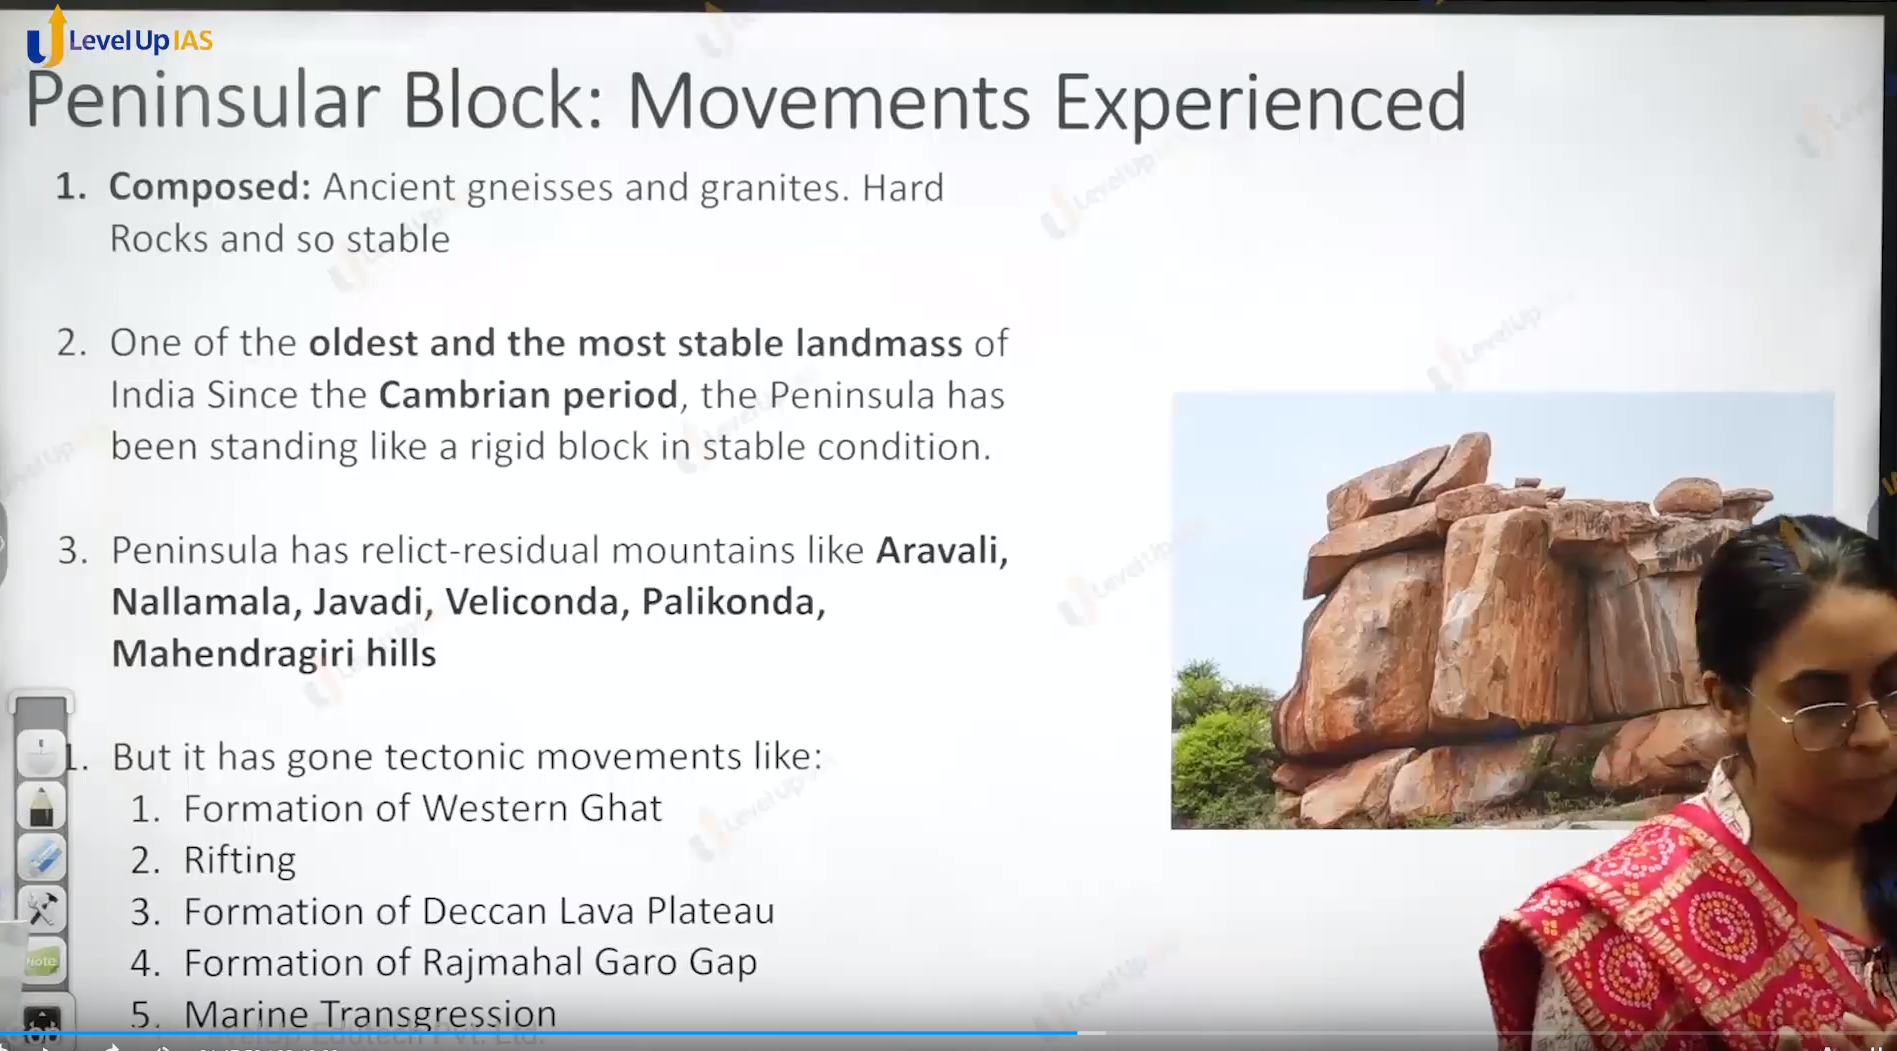 Level Up IAS
Peninsular Block: Movements Experienced
1. Composed: Ancient gneisses and granites. Hard
Rocks and so stable
2. One of the oldest and the most stable landmass of
India Since the Cambrian period, the Peninsula has
been standing like a rigid block in stable condition.
3. Peninsula has relict-residual mountains like Aravali,
Nallamala, Javadi, Veliconda, Palikonda,
Mahendragiri hills
1. But it has gone tectonic movements like:
1. Formation of Western Ghat
2. Rifting
3. Formation of Deccan Lava Plateau
4. Formation of Rajmahal Garo Gap
5. Marine Transgression
Note